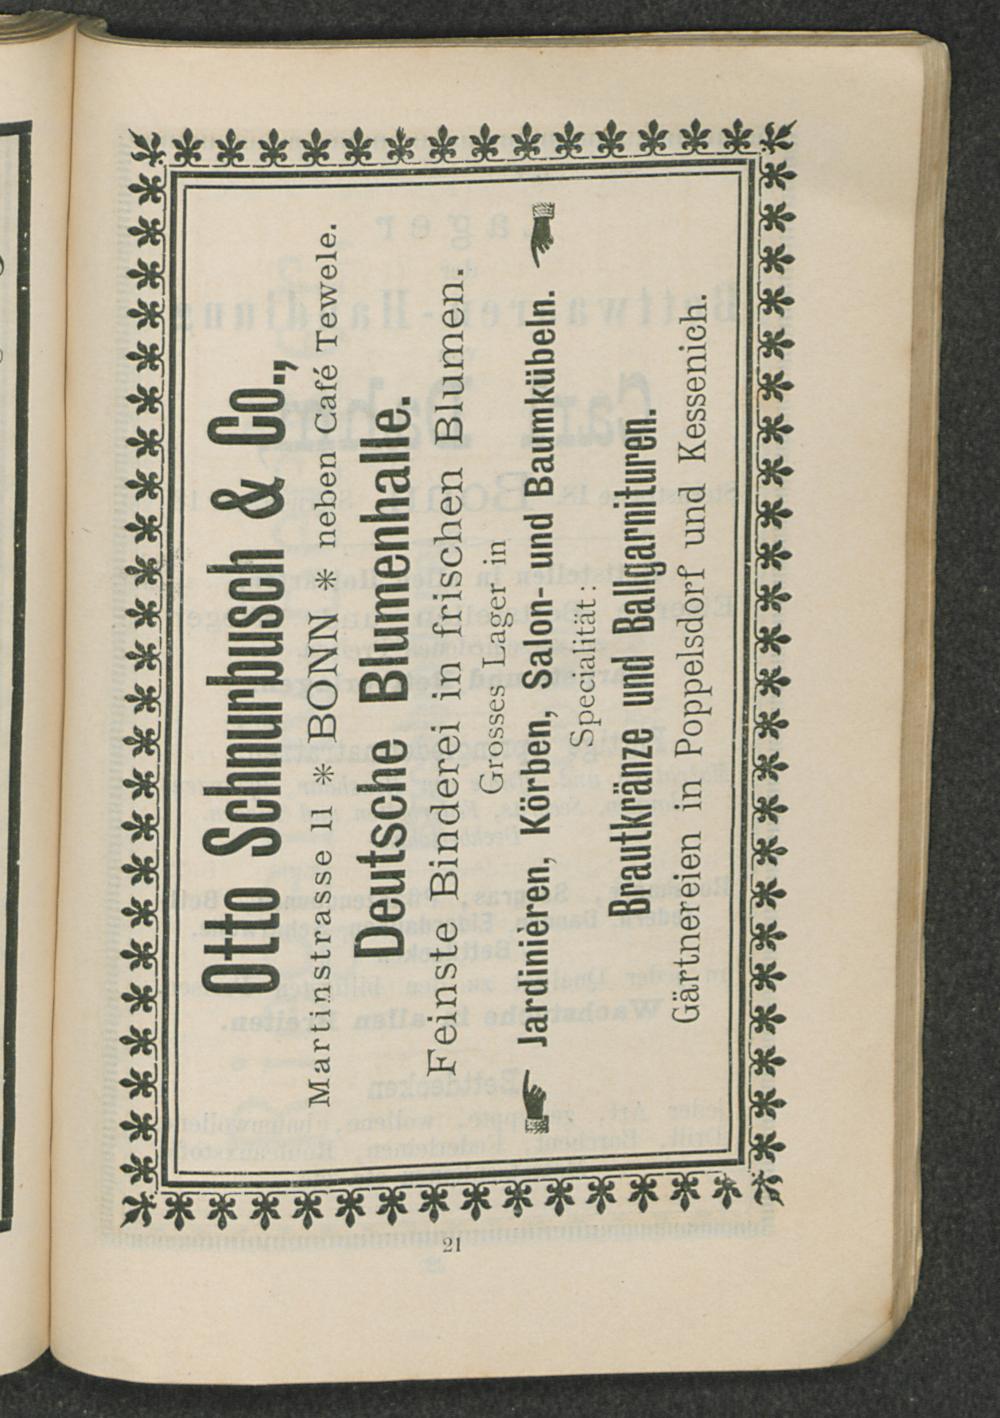 Otto Schnurbusch & Co.,
Martinstrasse 11 * BONN * neben Café Tewele.
Deutsche Blumenhalle.
Feinste Binderei in frischen Blumen.
Grosses Lager in
☛ Jardinièren, Körben, Salon- und Baumkübeln. ☚
Specialität:
Brautkränze und Ballgarnituren.
Gärtnereien in Poppelsdorf und Kessenich.
21